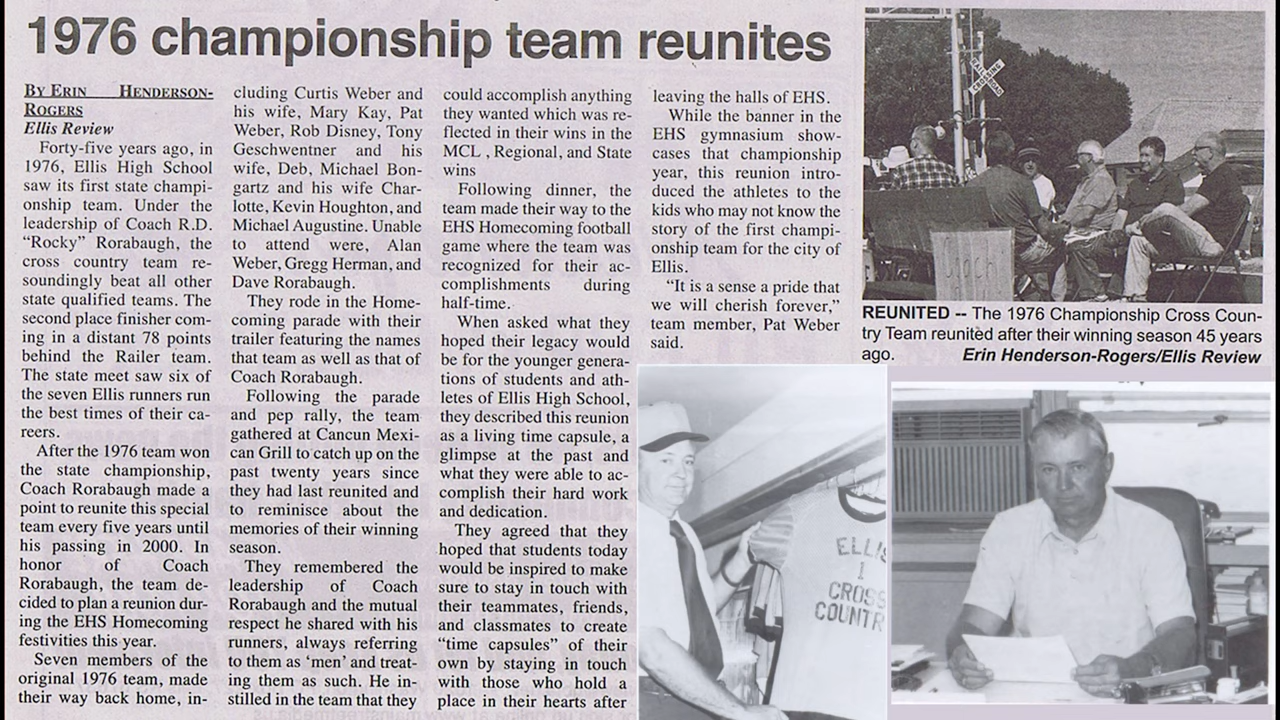 1976 championship team reunites
BY ERIN HENDERSON-
ROGERS
Ellis Review
Forty-five years ago, in
1976, Ellis High School
saw its first state champi-
onship team. Under the
leadership of Coach R.D.
“Rocky” Rorabaugh, the
cross country team re-
soundingly beat all other
state qualified teams. The
second place finisher com-
ing in a distant 78 points
behind the Railer team.
The state meet saw six of
the seven Ellis runners run
the best times of their ca-
reers.
After the 1976 team won
the state championship,
Coach Rorabaugh made a
point to reunite this special
team every five years until
his passing in 2000. In
honor of Coach
Rorabaugh, the team de-
cided to plan a reunion dur-
ing the EHS Homecoming
festivities this year.
Seven members of the
original 1976 team, made
their way back home, in-
cluding Curtis Weber and
his wife, Mary Kay, Pat
Weber, Rob Disney, Tony
Geschwentner and his
wife, Deb, Michael Bon-
gartz and his wife Char-
lotte, Kevin Houghton, and
Michael Augustine. Unable
to attend were, Alan
Weber, Gregg Herman, and
Dave Rorabaugh.
They rode in the Home-
coming parade with their
trailer featuring the names
that team as well as that of
Coach Rorabaugh.
Following the parade
and pep rally, the team
gathered at Cancun Mexi-
can Grill to catch up on the
past twenty years since
they had last reunited and
to reminisce about the
memories of their winning
season.
They remembered the
leadership of Coach
Rorabaugh and the mutual
respect he shared with his
runners, always referring
to them as ‘men’ and treat-
ing them as such. He in-
stilled in the team that they
could accomplish anything
they wanted which was re-
flected in their wins in the
MCL , Regional, and State
wins
Following dinner, the
team made their way to the
EHS Homecoming football
game where the team was
recognized for their ac-
complishments during
half-time.
When asked what they
hoped their legacy would
be for the younger genera-
tions of students and ath-
letes of Ellis High School,
they described this reunion
as a living time capsule, a
glimpse at the past and
what they were able to ac-
complish their hard work
and dedication.
They agreed that they
hoped that students today
would be inspired to make
sure to stay in touch with
their teammates, friends,
and classmates to create
“time capsules” of their
own by staying in touch
with those who hold a
place in their hearts after
leaving the halls of EHS.
While the banner in the
EHS gymnasium show-
cases that championship
year, this reunion intro-
duced the athletes to the
kids who may not know the
story of the first champi-
onship team for the city of
Ellis.
“It is a sense a pride that
we will cherish forever,”
team member, Pat Weber
said.
CROSSING
Coach
REUNITED -- The 1976 Championship Cross Coun-
try Team reunited after their winning season 45 years
ago. Erin Henderson-Rogers/Ellis Review
ELLIS
1
CROSS
COUNTR